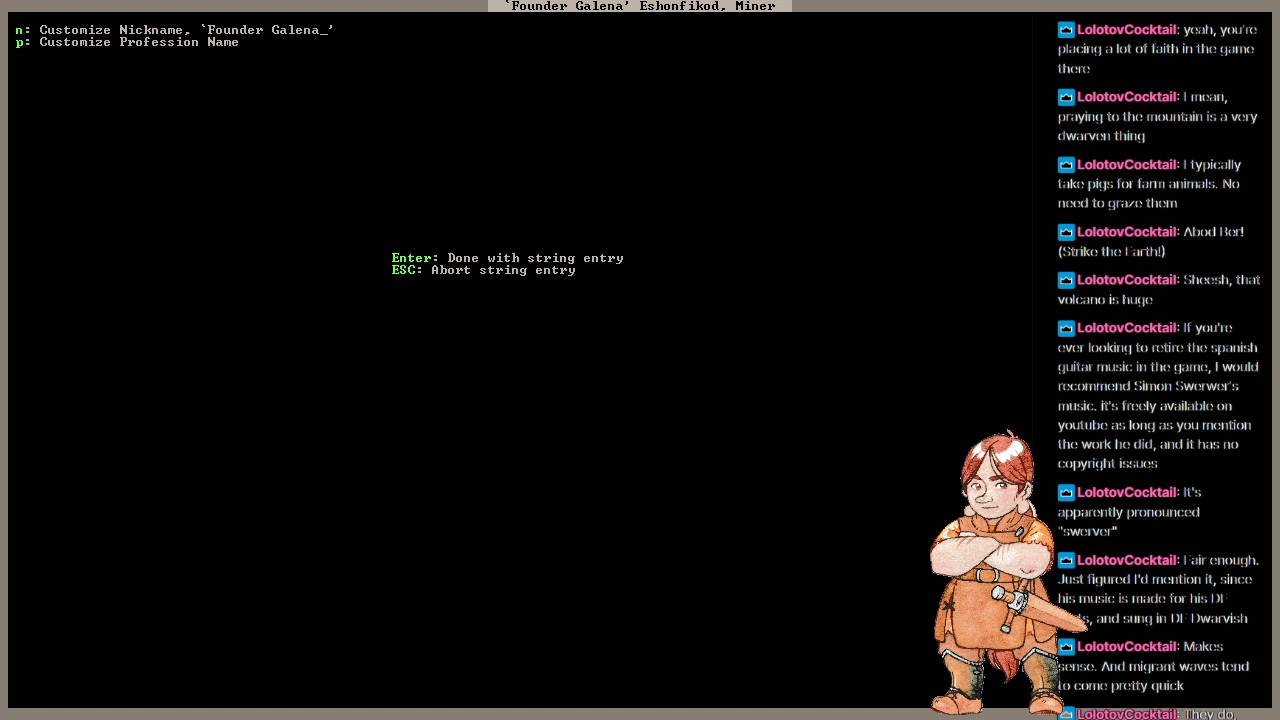 `Founder Galena’ Eshonfikod, Miner
n: Customize Nickname, `Founder Galena_’
p: Customize Profession Name
Enter: Done with string entry
ESC: Abort string entry
LolotovCocktail: yeah, you're
placing a lot of faith in the game
there
LolotovCocktail: I mean,
praying to the mountain is a very
dwarven thing
LolotovCocktail: I typically
take pigs for farm animals. No
need to graze them
LolotovCocktail: Abod Ber!
(Strike the Earth!)
LolotovCocktail: Sheesh, that
volcano is huge
LolotovCocktail: If you're
ever looking to retire the spanish
guitar music in the game, I would
recommend Simon Swerwer's
music. it's freely available on
youtube as long as you mention
the work he did, and it has no
copyright issues
LolotovCocktail: It's
apparently pronounced
"swerver"
LolotovCocktail: Fair enough.
Just figured I'd mention it, since
his music is made for his DF
and sung in DF Dwarvish
LolotovCocktail: Makes
sense. And migrant waves tend
to come pretty quick
LolotovCocktail: They do,